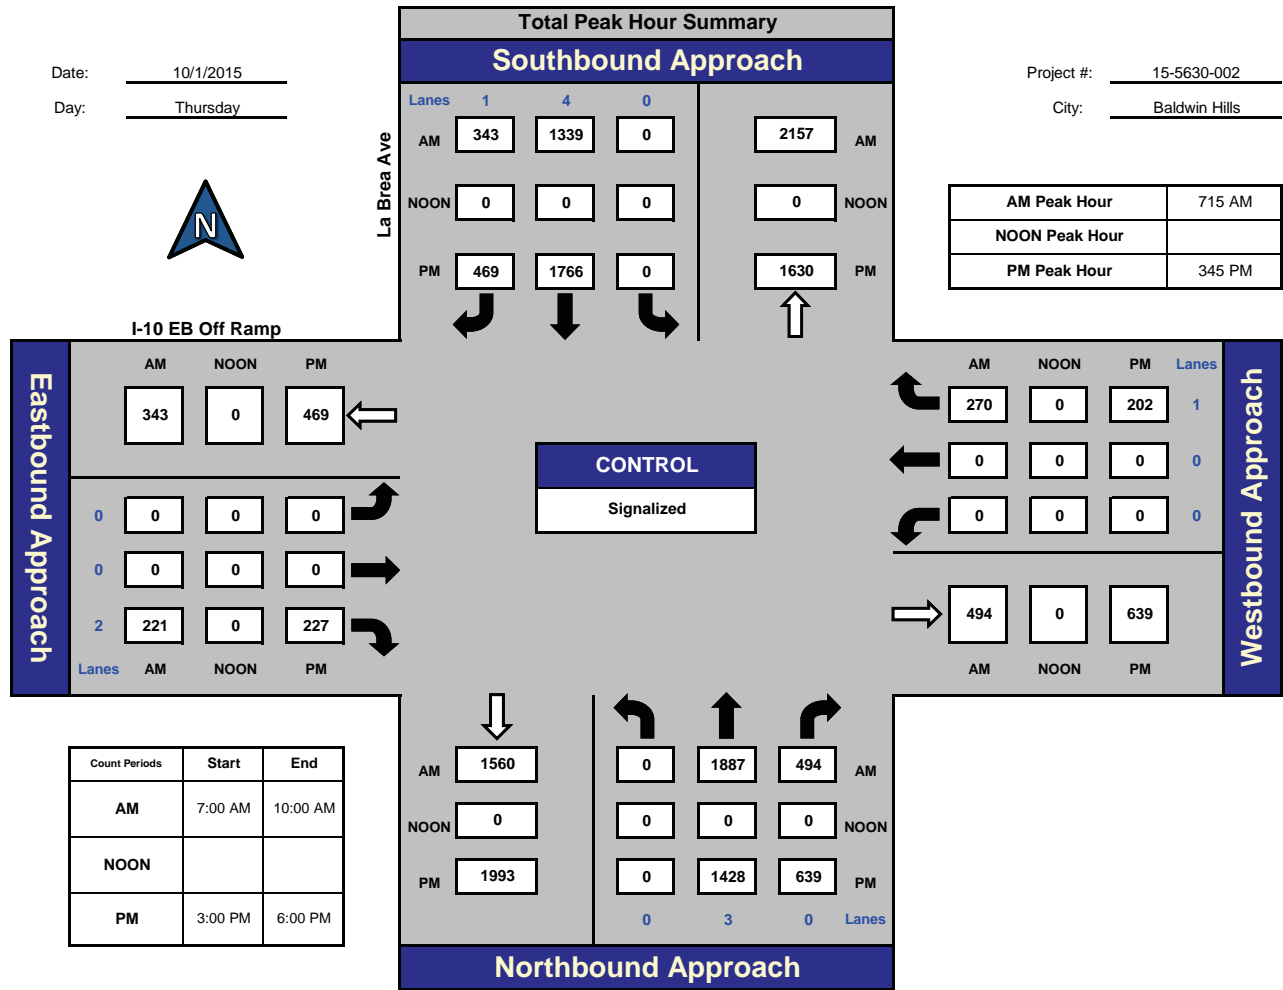 Total Peak Hour Summary
Southbound Approach
Date: 10/1/2015
Day: Thursday
Project #: 15-5630-002
City: Baldwin Hills
La Brea Ave
Lanes 1 4 0
AM 343 1339 0 2157 AM
NOON 0 0 0 0 NOON
PM 469 1766 0 1630 PM
N
AM Peak Hour 715 AM
NOON Peak Hour
PM Peak Hour 345 PM
I-10 EB Off Ramp
Eastbound Approach
AM NOON PM
343 0 469
0 0 0 0
0 0 0 0
2 221 0 227
Lanes AM NOON PM
CONTROL
Signalized
AM NOON PM Lanes
270 0 202 1
0 0 0 0
0 0 0 0
494 0 639
AM NOON PM
Westbound Approach
Count Periods Start End
AM 7:00 AM 10:00 AM
NOON
PM 3:00 PM 6:00 PM
AM 1560 0 1887 494 AM
NOON 0 0 0 0 NOON
PM 1993 0 1428 639 PM
0 3 0 Lanes
Northbound Approach